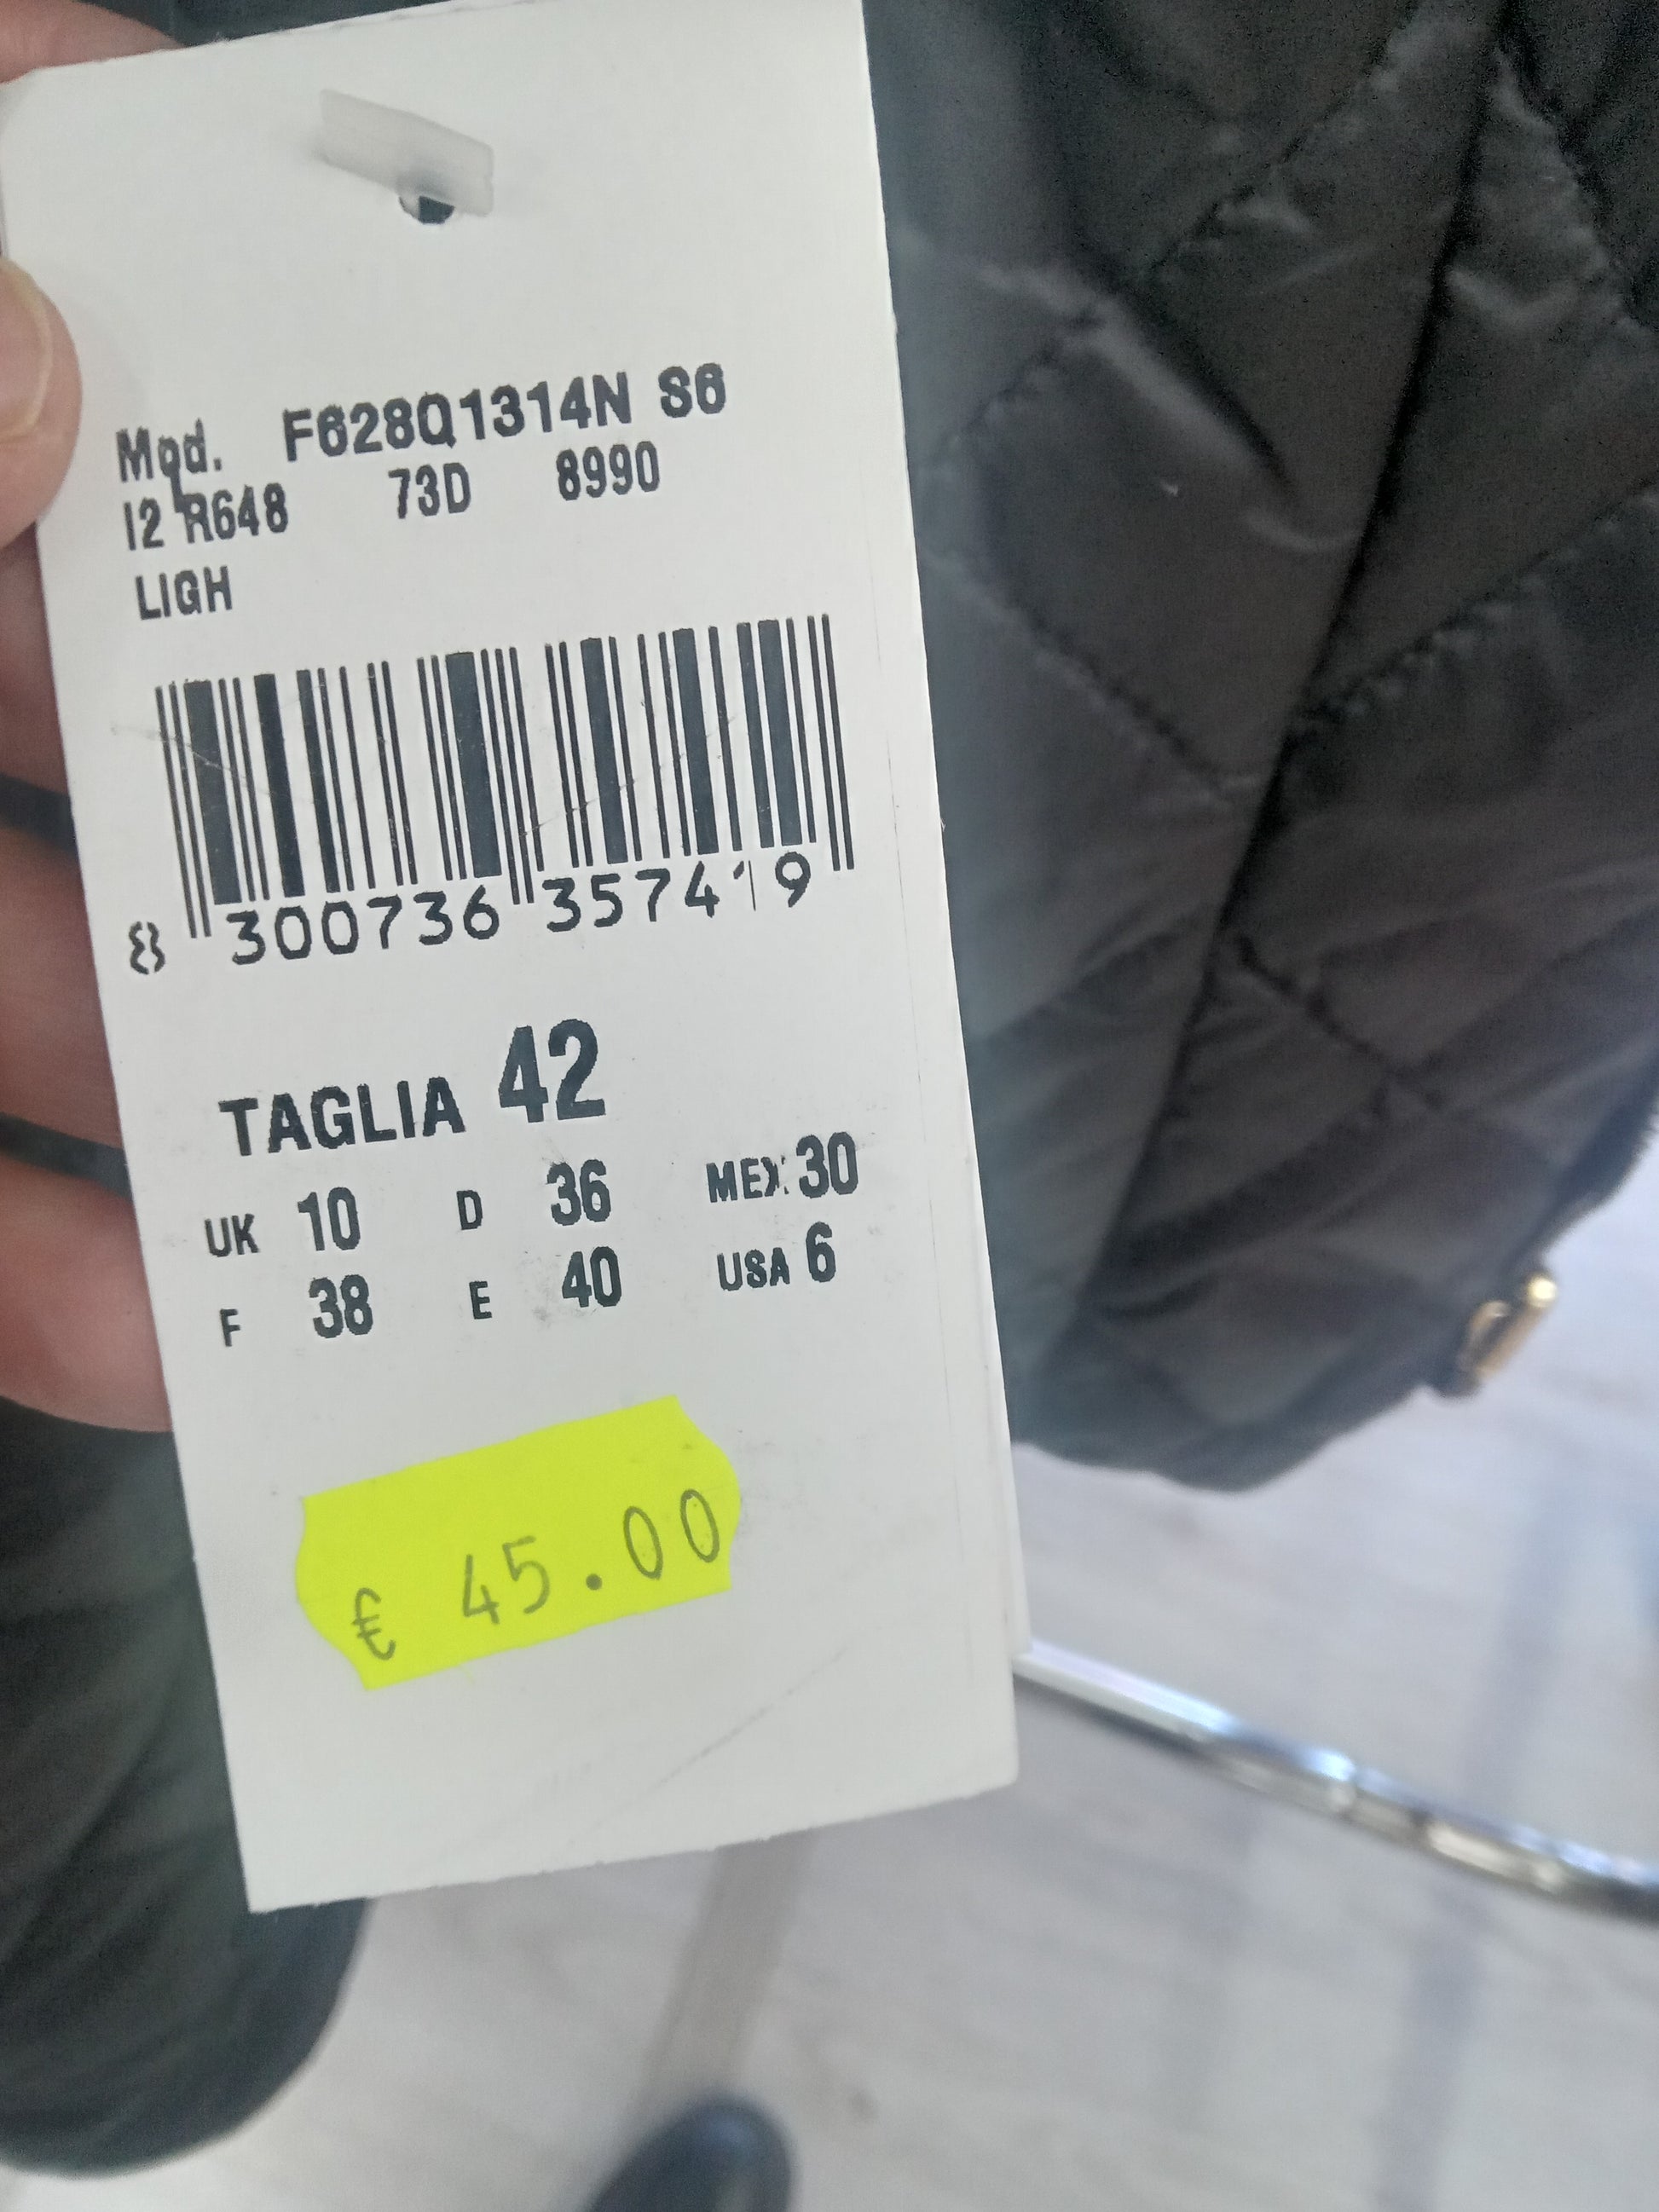 Mod. F628Q1314N S6
I2 R648 73D 8990
LIGH
8 300736 357419
TAGLIA 42
UK 10 D 36 MEX 30
F 38 E 40 USA 6
€ 45.00